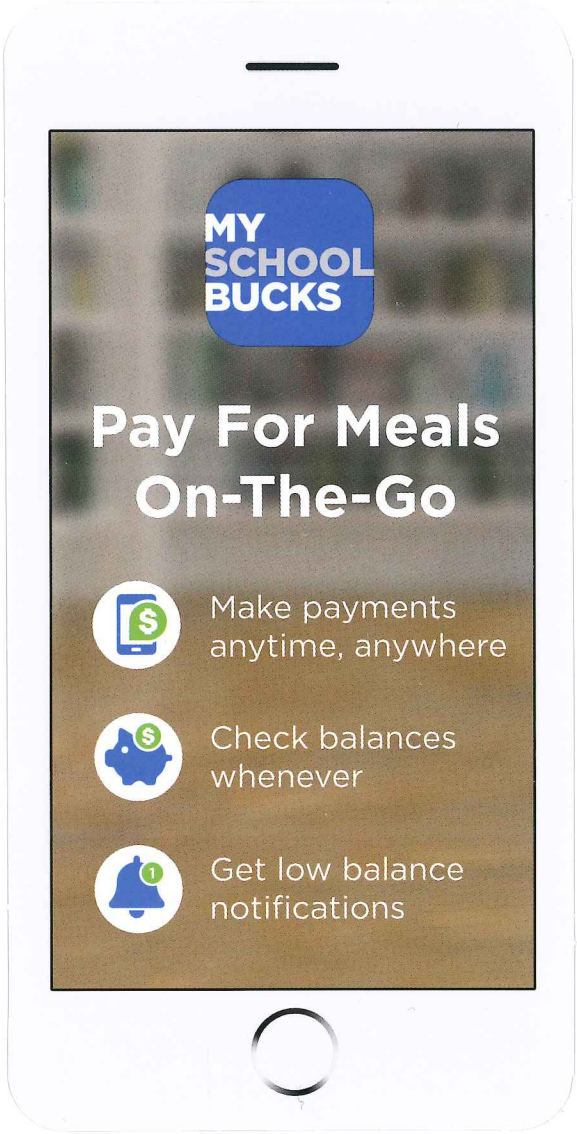 MY
SCHOOL
BUCKS
Pay For Meals
On-The-Go
$
Make payments
anytime, anywhere
$
Check balances
whenever
1
Get low balance
notifications